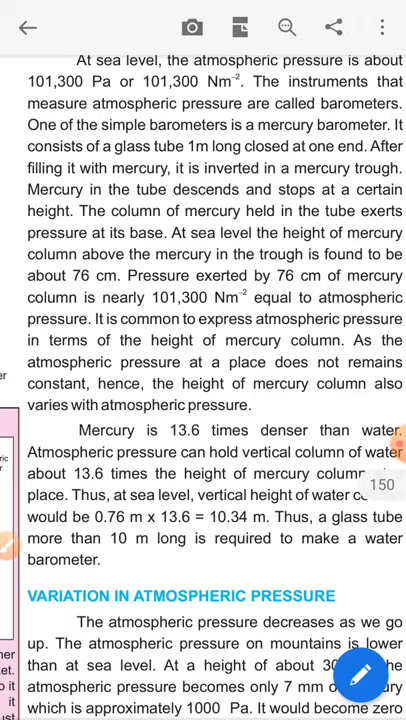 At sea level, the atmospheric pressure is about
101,300 Pa or 101,300 Nm⁻². The instruments that
measure atmospheric pressure are called barometers.
One of the simple barometers is a mercury barometer. It
consists of a glass tube 1m long closed at one end. After
filling it with mercury, it is inverted in a mercury trough.
Mercury in the tube descends and stops at a certain
height. The column of mercury held in the tube exerts
pressure at its base. At sea level the height of mercury
column above the mercury in the trough is found to be
about 76 cm. Pressure exerted by 76 cm of mercury
column is nearly 101,300 Nm⁻² equal to atmospheric
pressure. It is common to express atmospheric pressure
in terms of the height of mercury column. As the
atmospheric pressure at a place does not remains
constant, hence, the height of mercury column also
varies with atmospheric pressure.
Mercury is 13.6 times denser than water.
Atmospheric pressure can hold vertical column of water
about 13.6 times the height of mercury column
place. Thus, at sea level, vertical height of water
150
would be 0.76 m x 13.6 = 10.34 m. Thus, a glass tube
more than 10 m long is required to make a water
barometer.
VARIATION IN ATMOSPHERIC PRESSURE
The atmospheric pressure decreases as we go
up. The atmospheric pressure on mountains is lower
than at sea level. At a height of about
atmospheric pressure becomes only 7 mm
which is approximately 1000 Pa. It would become zero